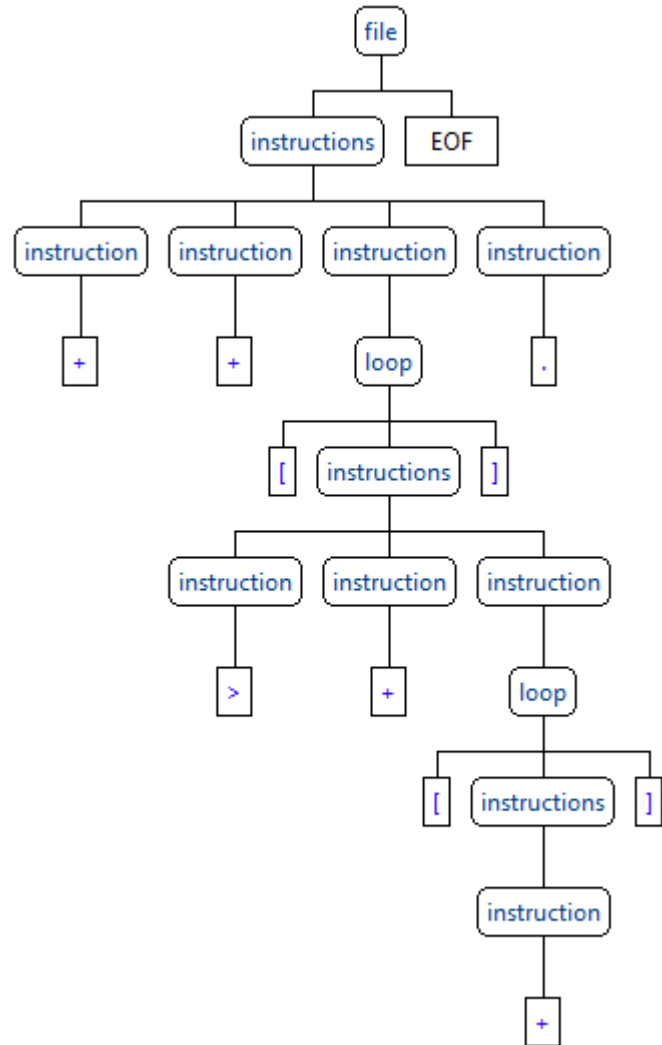 file
instructions EOF
instruction instruction instruction instruction
+ + loop .
[ instructions ]
instruction instruction instruction
> + loop
[ instructions ]
instruction
+